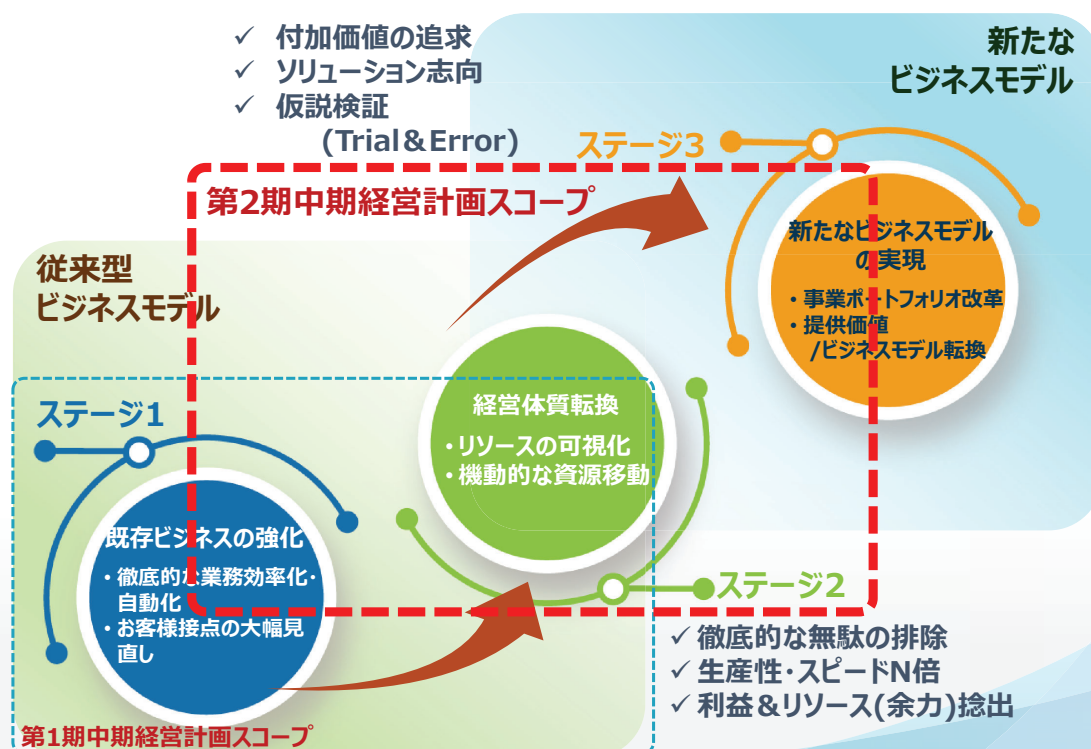 ✓ 付加価値の追求
✓ ソリューション志向
✓ 仮説検証
(Trial＆Error)
新たな
ビジネスモデル
ステージ3
第2期中期経営計画スコープ
新たなビジネスモデル
の実現
・事業ポートフォリオ改革
・提供価値
/ビジネスモデル転換
従来型
ビジネスモデル
経営体質転換
・リソースの可視化
・機動的な資源移動
ステージ1
既存ビジネスの強化
・徹底的な業務効率化・
自動化
・お客様接点の大幅見
直し
ステージ2
✓ 徹底的な無駄の排除
✓ 生産性・スピードN倍
✓ 利益＆リソース(余力)捻出
第1期中期経営計画スコープ